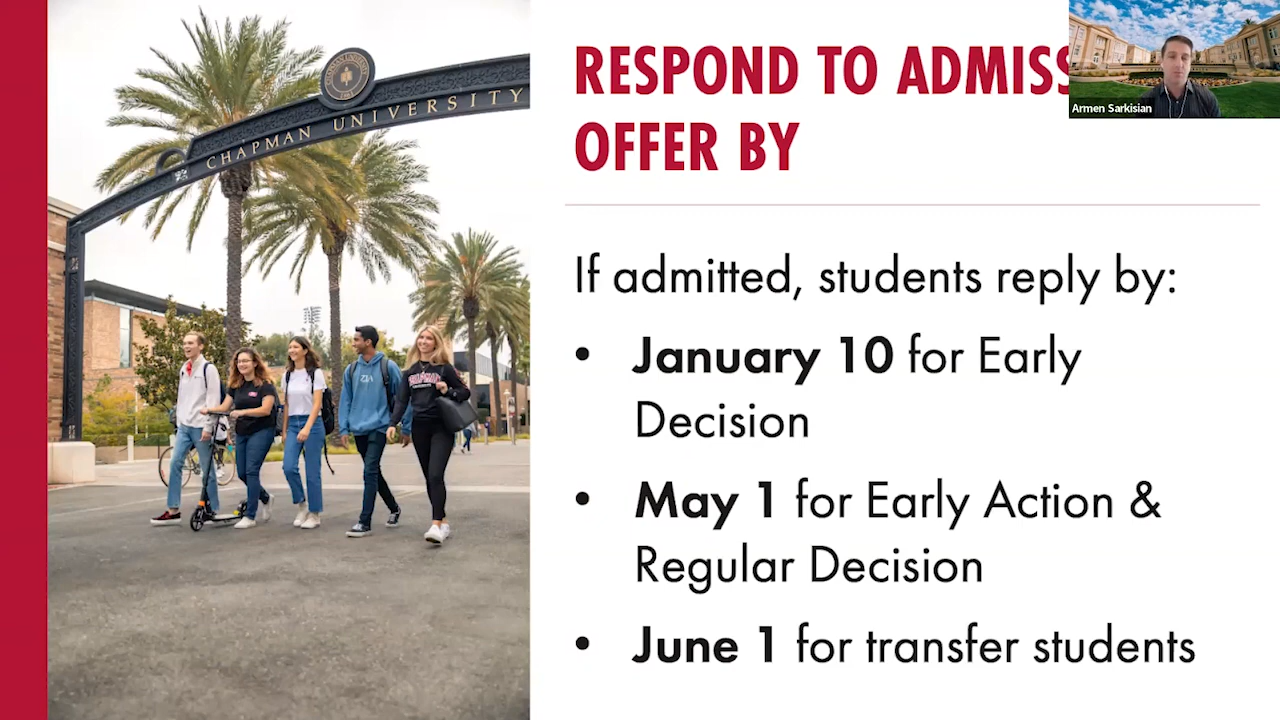 CHAPMAN UNIVERSITY
RESPOND TO ADMISS
OFFER BY
Armen Sarkisian
If admitted, students reply by:
• January 10 for Early
Decision
• May 1 for Early Action &
Regular Decision
• June 1 for transfer students